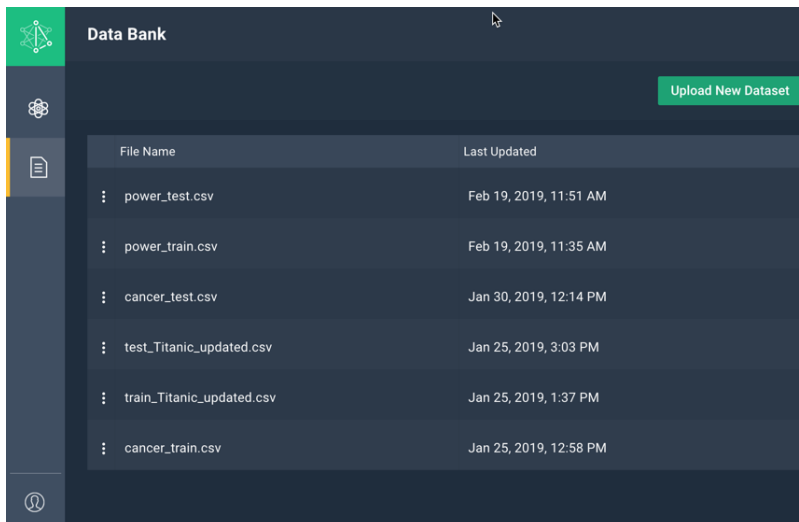 Data Bank
Upload New Dataset
File Name Last Updated
power_test.csv Feb 19, 2019, 11:51 AM
power_train.csv Feb 19, 2019, 11:35 AM
cancer_test.csv Jan 30, 2019, 12:14 PM
test_Titanic_updated.csv Jan 25, 2019, 3:03 PM
train_Titanic_updated.csv Jan 25, 2019, 1:37 PM
cancer_train.csv Jan 25, 2019, 12:58 PM